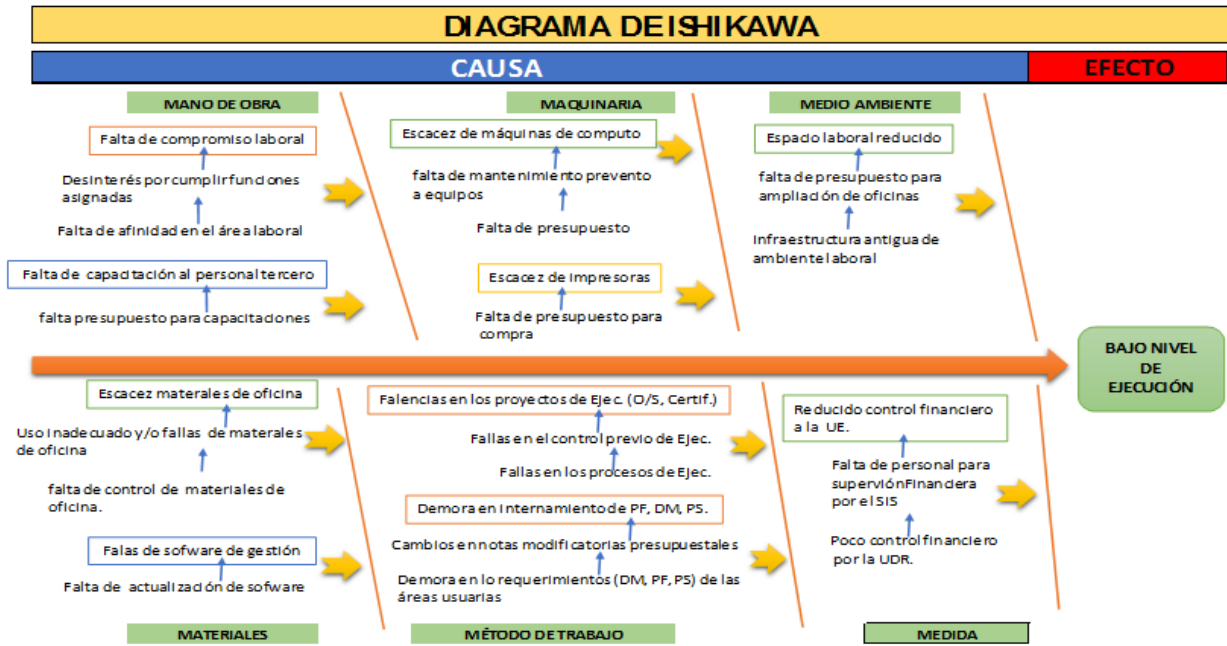 DIAGRAMA DE ISHIKAWA
CAUSA
EFECTO
MANO DE OBRA
Falta de compromiso laboral
Desinterés por cumplir funciones
asignadas
Falta de afinidad en el área laboral
Falta de capacitación al personal tercero
falta presupuesto para capacitaciones
MAQUINARIA
Escacez de máquinas de computo
falta de mantenimiento prevento
a equipos
Falta de presupuesto
Escacez de impresoras
Falta de presupuesto para
compra
MEDIO AMBIENTE
Espacio laboral reducido
falta de presupuesto para
ampliación de oficinas
Infraestructura antigua de
ambiente laboral
BAJO NIVEL
DE
EJECUCIÓN
Escacez materales de oficina
Uso inadecuado y/o fallas de materales
de oficina
falta de control de materiales de
oficina.
Falas de sofware de gestión
Falta de actualización de sofware
MATERIALES
Falencias en los proyectos de Ejec. (O/S, Certif.)
Fallas en el control previo de Ejec.
Fallas en los procesos de Ejec.
Demora en internamiento de PF, DM, PS.
Cambios en notas modificatorias presupuestales
Demora en lo requerimientos (DM, PF, PS) de las
áreas usuarias
MÉTODO DE TRABAJO
Reducido control financiero
a la UE.
Falta de personal para
supervión Financiera
por el SIS
Poco control financiero
por la UDR.
MEDIDA